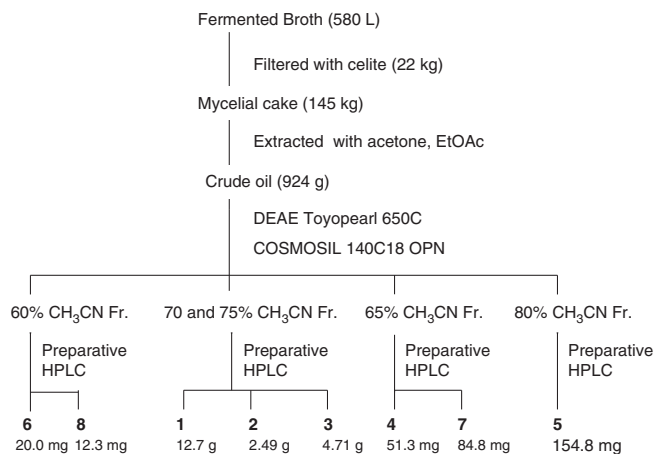 Fermented Broth (580 L)
Filtered with celite (22 kg)
Mycelial cake (145 kg)
Extracted with acetone, EtOAc
Crude oil (924 g)
DEAE Toyopearl 650C
COSMOSIL 140C18 OPN
60% CH₃CN Fr. 70 and 75% CH₃CN Fr. 65% CH₃CN Fr. 80% CH₃CN Fr.
Preparative Preparative Preparative Preparative
HPLC HPLC HPLC HPLC
6 8 1 2 3 4 7 5
20.0 mg 12.3 mg 12.7 g 2.49 g 4.71 g 51.3 mg 84.8 mg 154.8 mg